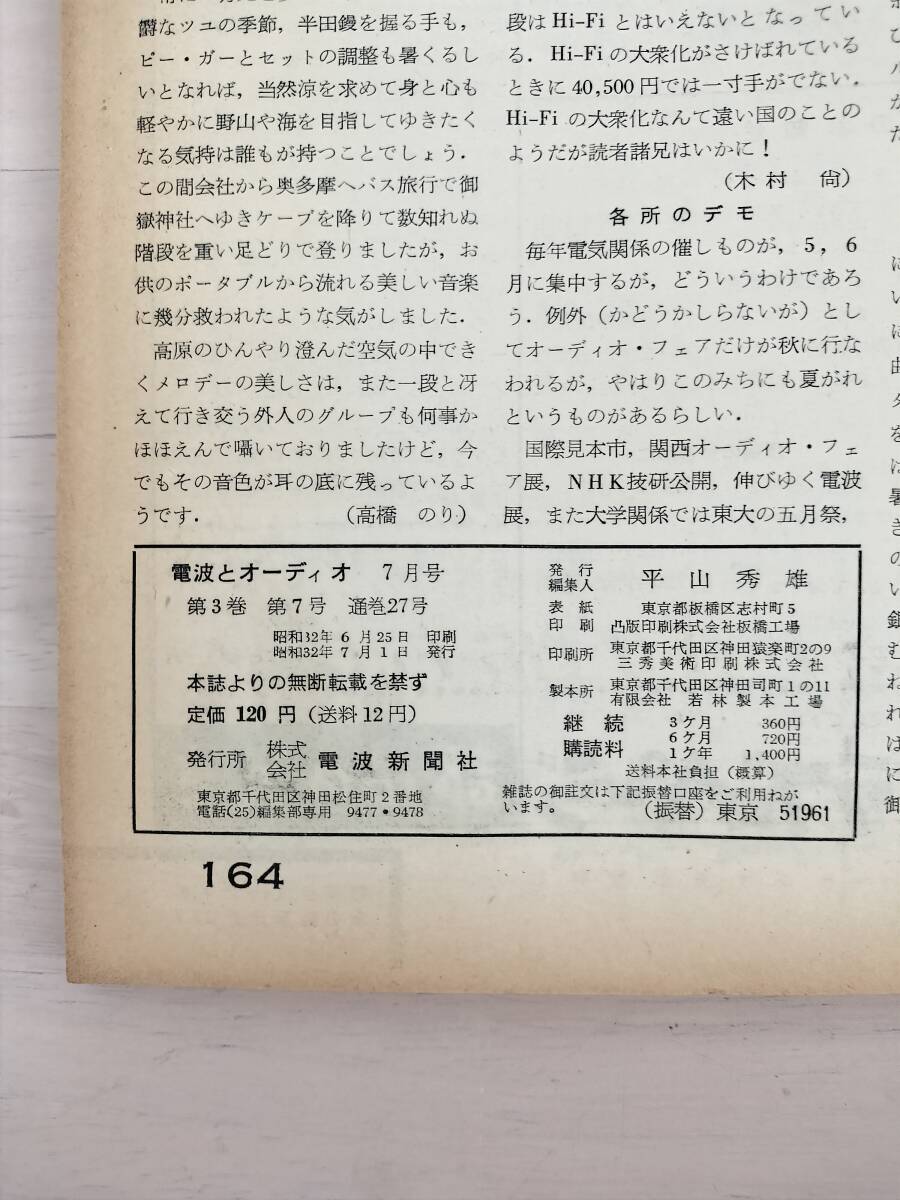 欝なツユの季節，半田鏝を握る手も，
ビー・ガーとセットの調整も暑くるし
いとなれば，当然涼を求めて身と心も
軽やかに野山や海を目指してゆきたく
なる気持は誰もが持つことでしょう．
この間会社から奥多摩へバス旅行で御
嶽神社へゆきケーブを降りて数知れぬ
階段を重い足どりで登りましたが，お
供のポータブルから流れる美しい音楽
に幾分救われたような気がしました．
高原のひんやり澄んだ空気の中でき
くメロデーの美しさは，また一段と冴
えて行き交う外人のグループも何事か
ほほえんで囁いておりましたけど，今
でもその音色が耳の底に残っているよ
うです．　（高橋　のり）
段はHi-Fiとはいえないとなってい
る．Hi-Fiの大衆化がさけばれている
ときに40,500円では一寸手がでない．
Hi-Fiの大衆化なんて遠い国のことの
ようだが読者諸兄はいかに！
（木村　尙）
各所のデモ
毎年電気関係の催しものが，5，6
月に集中するが，どういうわけであろ
う．例外（かどうかしらないが）とし
てオーディオ・フェアだけが秋に行な
われるが，やはりこのみちにも夏がれ
というものがあるらしい．
国際見本市，関西オーディオ・フェ
ア展，NHK技研公開，伸びゆく電波
展，また大学関係では東大の五月祭，
電波とオーディオ　7月号
第3巻　第7号　通巻27号
昭和32年6月25日　印刷
昭和32年7月1日　発行
本誌よりの無断転載を禁ず
定価 120 円（送料12円）
発行所　株式会社　電波新聞社
東京都千代田区神田松住町2番地
電話(25)編集部専用　9477・9478
発行編集人　平山秀雄
表紙印刷　東京都板橋区志村町5
凸版印刷株式会社板橋工場
印刷所　東京都千代田区神田猿楽町2の9
三秀美術印刷株式会社
製本所　東京都千代田区神田司町1の11
有限会社　若林製本工場
継続購読料　3ケ月　360円
6ケ月　720円
1ケ年　1,400円
送料本社負担（概算）
雑誌の御註文は下記振替口座をご利用ねが
います．　（振替）東京　51961
164